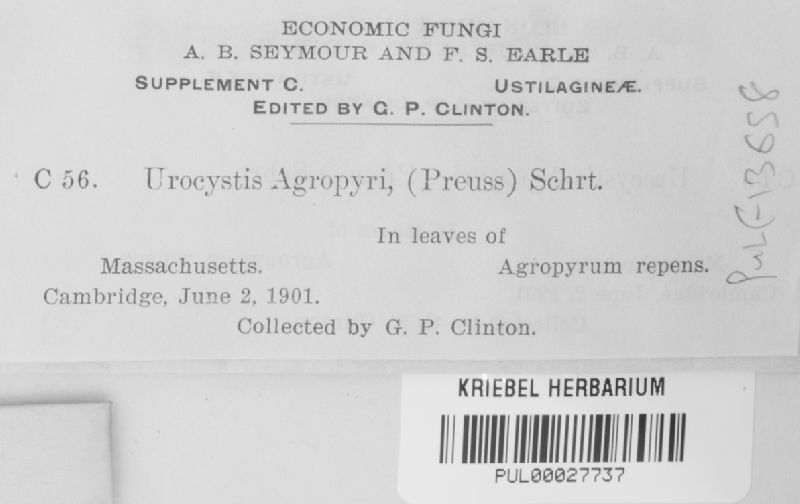 ECONOMIC FUNGI
A. B. SEYMOUR AND F. S. EARLE
SUPPLEMENT C. USTILAGINEÆ.
EDITED BY G. P. CLINTON.
C 56. Urocystis Agropyri, (Preuss) Schrt.
In leaves of
Massachusetts. Agropyrum repens.
Cambridge, June 2, 1901.
Collected by G. P. Clinton.
PUL F-13658
KRIEBEL HERBARIUM
PUL00027737